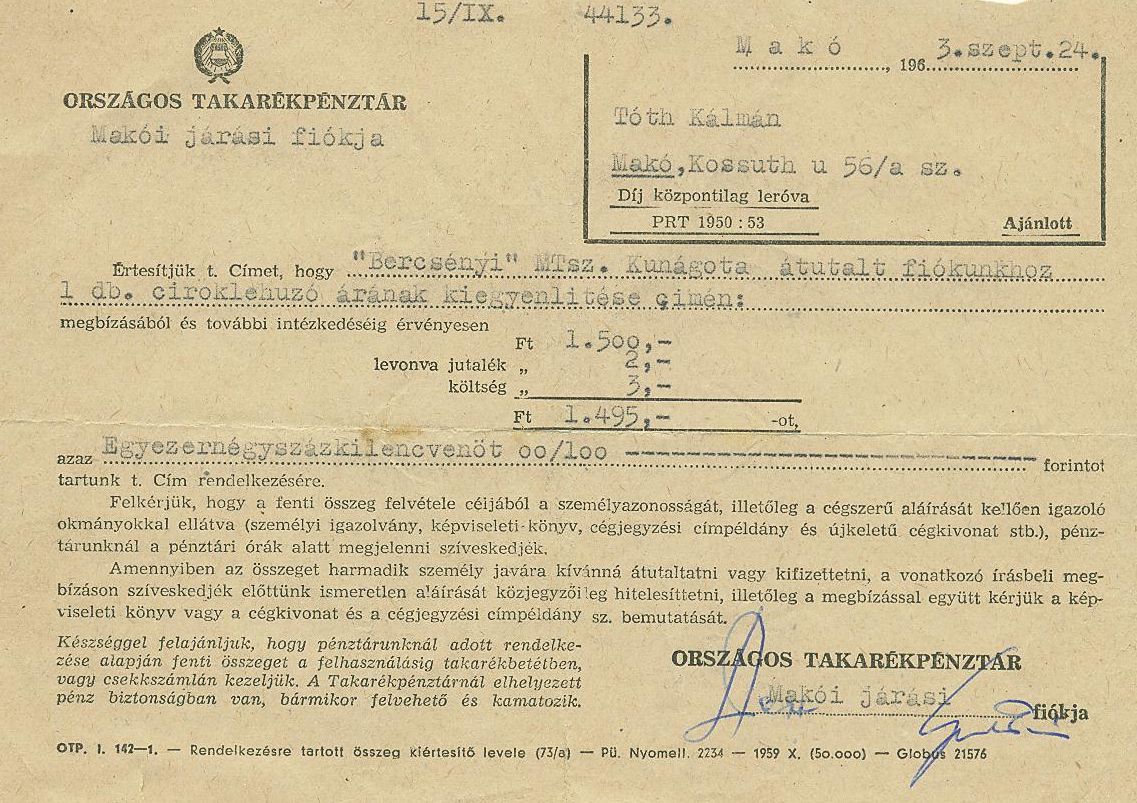 15/IX. 44133.
Makó, 1963.szept.24.
ORSZÁGOS TAKARÉKPÉNZTÁR
Makói járási fiókja
Tóth Kálmán
Makó,Kossuth u 56/a sz.
Díj központilag leróva
PRT 1950 : 53
Ajánlott
Értesítjük t. Címet, hogy "Bercsényi" MTsz. Kunágota átutalt fiókunkhoz
1 db. ciroklehuzó árának kiegyenlitése çimén:
megbízásából és további intézkedéséig érvényesen
Ft 1.500,-
levonva jutalék „ 2,-
költség „ 3,-
Ft 1.495,- -ot,
azaz Egyezernégyszázkilencvenöt oo/loo ---------------------- forintot
tartunk t. Cím rendelkezésére.
Felkérjük, hogy a fenti összeg felvétele céljából a személyazonosságát, illetőleg a cégszerű aláírását kellően igazoló
okmányokkal ellátva (személyi igazolvány, képviseleti-könyv, cégjegyzési címpéldány és újkeletű cégkivonat stb.), pénz-
tárunknál a pénztári órák alatt megjelenni szíveskedjék.
Amennyiben az összeget harmadik személy javára kívánná átutaltatni vagy kifizettetni, a vonatkozó írásbeli meg-
bízáson szíveskedjék előttünk ismeretlen aláírását közjegyzőileg hitelesíttetni, illetőleg a megbízással együtt kérjük a kép-
viseleti könyv vagy a cégkivonat és a cégjegyzési címpéldány sz. bemutatását.
Készséggel felajánljuk, hogy pénztárunknál adott rendelke-
zése alapján fenti összeget a felhasználásig takarékbetétben,
vagy csekkszámlán kezeljük. A Takarékpénztárnál elhelyezett
pénz biztonságban van, bármikor felvehető és kamatozik.
ORSZÁGOS TAKARÉKPÉNZTÁR
Makói járási
fiókja
OTP. I. 142—1. — Rendelkezésre tartott összeg kiértesítő levele (73/a) — Pü. Nyomell. 2234 — 1959 X. (50.000) — Globus 21576